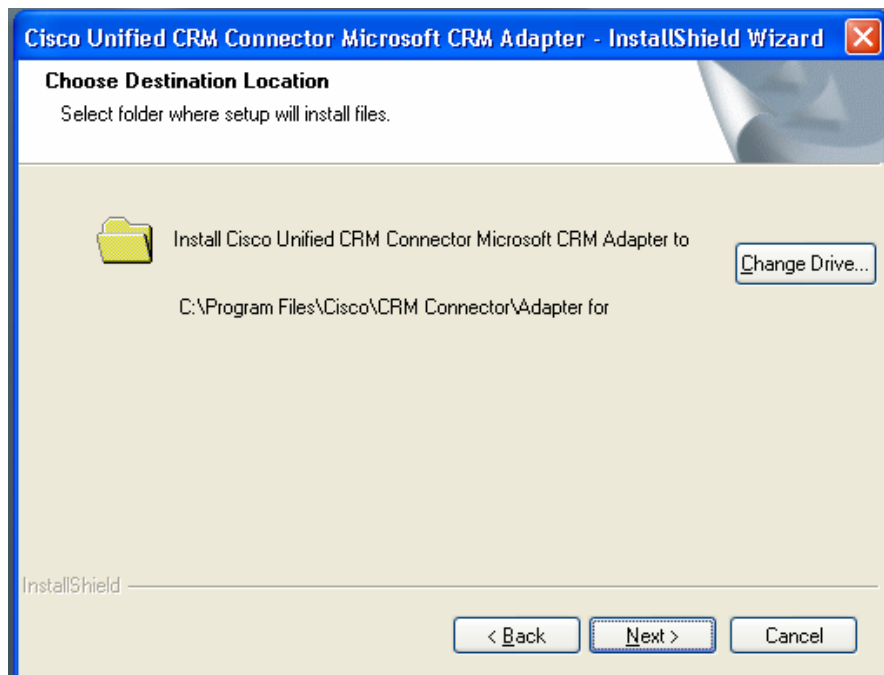 Cisco Unified CRM Connector Microsoft CRM Adapter - InstallShield Wizard
Choose Destination Location
Select folder where setup will install files.
Install Cisco Unified CRM Connector Microsoft CRM Adapter to
Change Drive...
C:\Program Files\Cisco\CRM Connector\Adapter for
InstallShield
< Back
Next >
Cancel